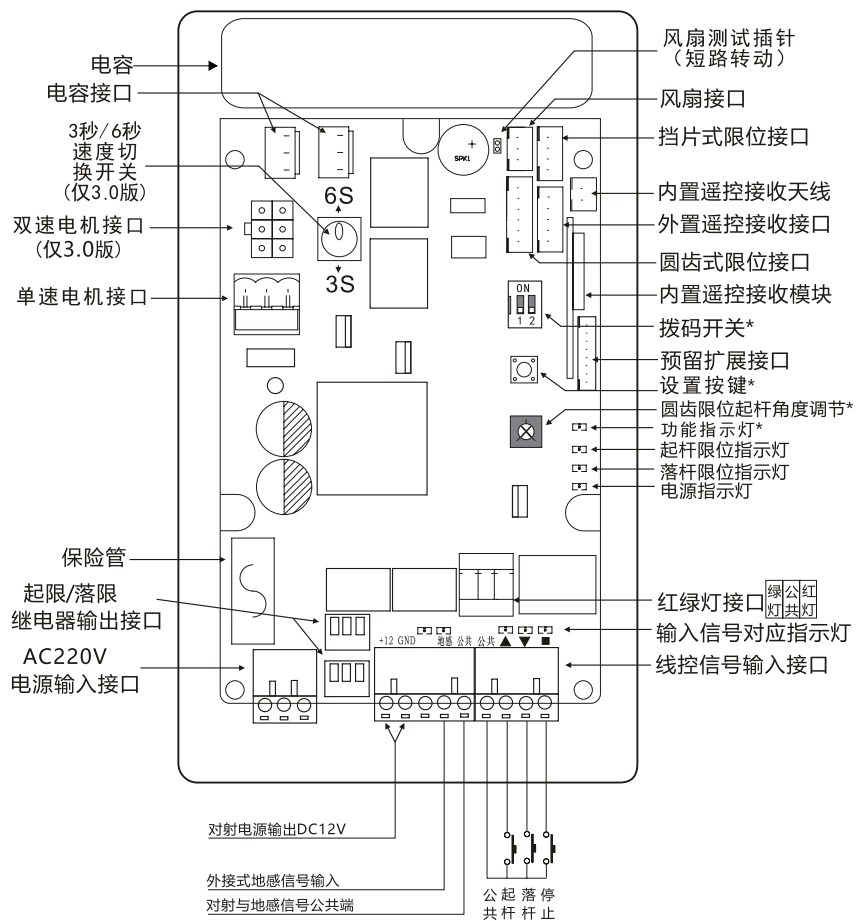 电容
电容接口
3秒/6秒
速度切
换开关
(仅3.0版)
双速电机接口
(仅3.0版)
单速电机接口
保险管
起限/落限
继电器输出接口
AC220V
电源输入接口
风扇测试插针
（短路转动）
风扇接口
挡片式限位接口
内置遥控接收天线
外置遥控接收接口
圆齿式限位接口
内置遥控接收模块
拨码开关*
预留扩展接口
设置按键*
圆齿限位起杆角度调节*
功能指示灯*
起杆限位指示灯
落杆限位指示灯
电源指示灯
红绿灯接口
绿公红
灯共灯
输入信号对应指示灯
线控信号输入接口
6S
3S
+
SPK1
ON
1 2
+12 GND 地感 公共 公共 ▲ ▼ ■
对射电源输出DC12V
外接式地感信号输入
对射与地感信号公共端
公起落停
共杆杆止